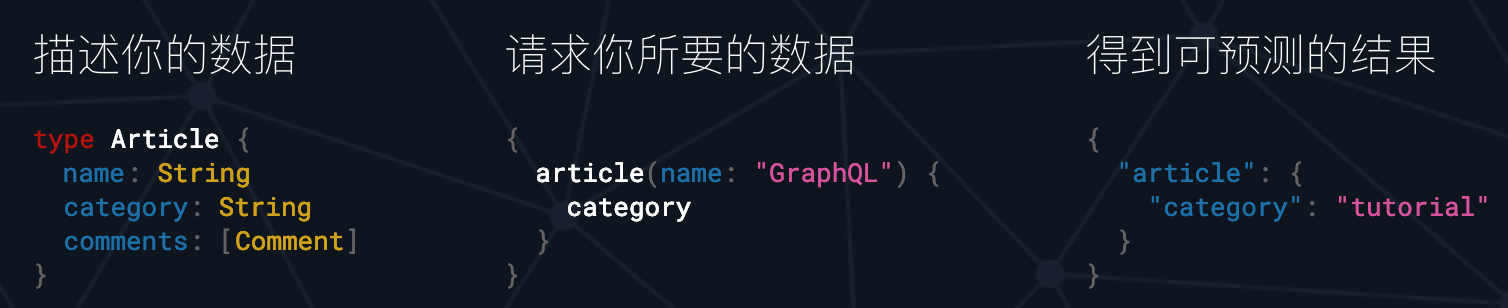 描述你的数据
type Article {
  name: String
  category: String
  comments: [Comment]
}
请求你所要的数据
{
  article(name: "GraphQL") {
    category
  }
}
得到可预测的结果
{
  "article": {
    "category": "tutorial"
  }
}